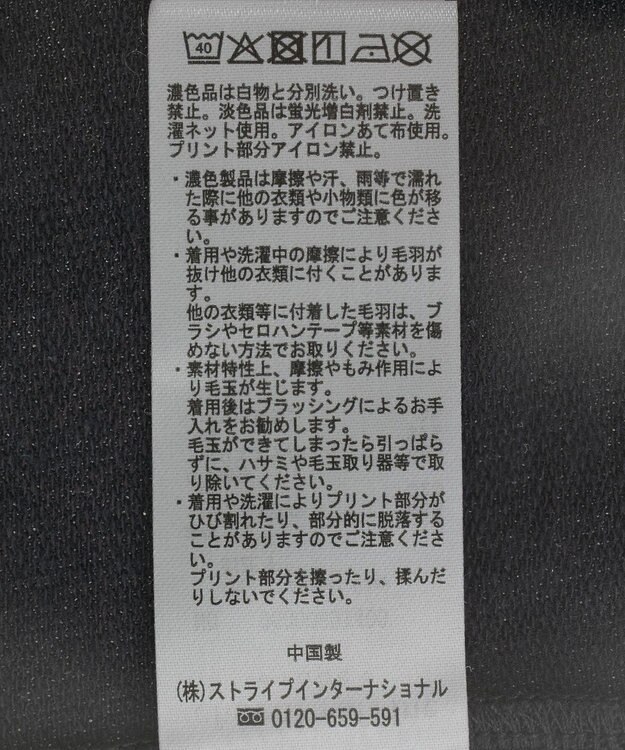 40
濃色品は白物と分別洗い。つけ置き
禁止。淡色品は蛍光増白剤禁止。洗
濯ネット使用。アイロンあて布使用。
プリント部分アイロン禁止。
・濃色製品は摩擦や汗、雨等で濡れ
た際に他の衣類や小物類に色が移
る事がありますのでご注意くださ
い。
・着用や洗濯中の摩擦により毛羽が
抜け他の衣類に付くことがありま
す。
他の衣類等に付着した毛羽は、ブ
ラシやセロハンテープ等素材を傷
めない方法でお取りください。
・素材特性上、摩擦やもみ作用によ
り毛玉が生じます。
着用後はブラッシングによるお手
入れをお勧めします。
毛玉ができてしまったら引っぱら
ずに、ハサミや毛玉取り器等で取
り除いてください。
・着用や洗濯によりプリント部分が
ひび割れたり、部分的に脱落する
ことがありますのでご注意くださ
い。
プリント部分を擦ったり、揉んだ
りしないでください。
中国製
(株)ストライプインターナショナル
0120-659-591